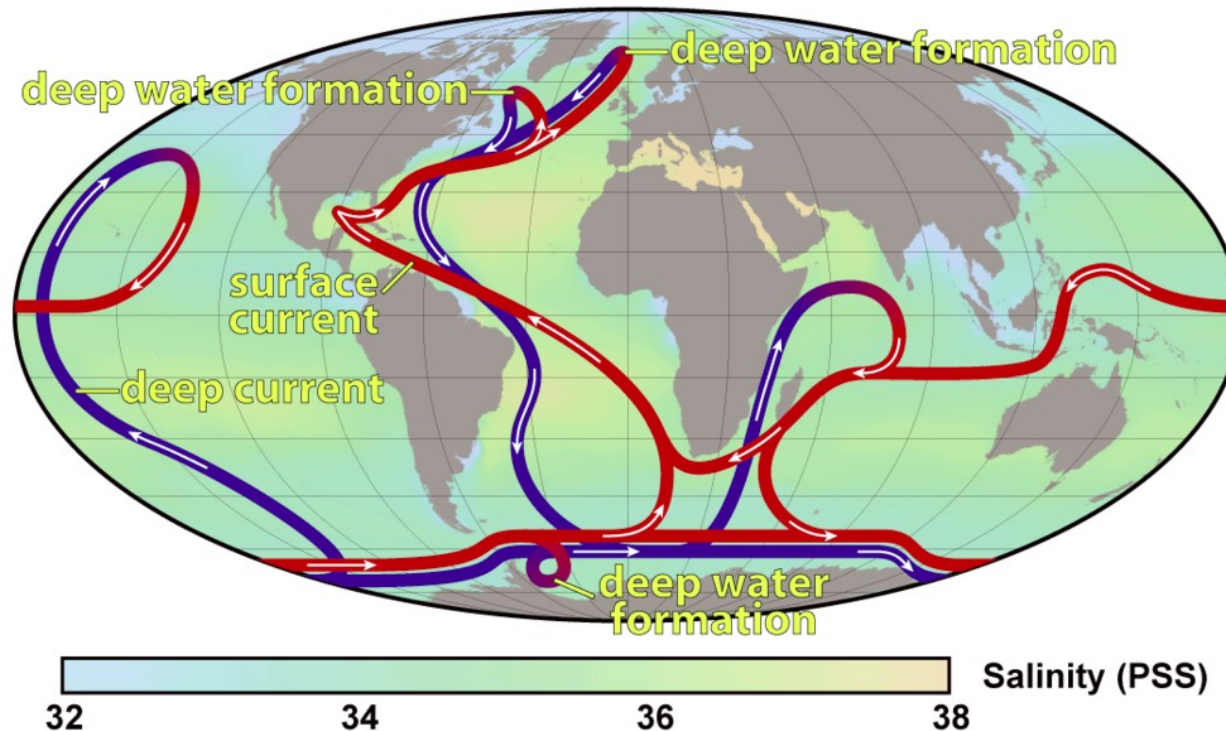 deep water formation
deep water formation
surface
current
deep current
deep water
formation
Salinity (PSS)
32 34 36 38